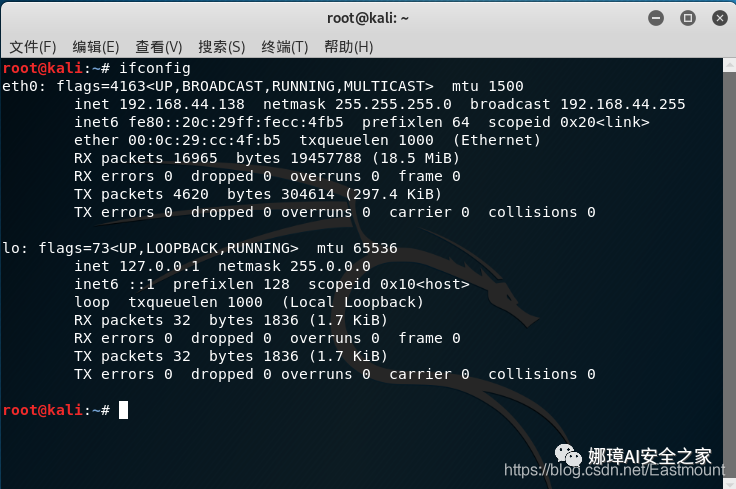 root@kali: ~
文件(F) 编辑(E) 查看(V) 搜索(S) 终端(T) 帮助(H)
root@kali:~# ifconfig
eth0: flags=4163<UP,BROADCAST,RUNNING,MULTICAST>  mtu 1500
        inet 192.168.44.138  netmask 255.255.255.0  broadcast 192.168.44.255
        inet6 fe80::20c:29ff:fecc:4fb5  prefixlen 64  scopeid 0x20<link>
        ether 00:0c:29:cc:4f:b5  txqueuelen 1000  (Ethernet)
        RX packets 16965  bytes 19457788 (18.5 MiB)
        RX errors 0  dropped 0  overruns 0  frame 0
        TX packets 4620  bytes 304614 (297.4 KiB)
        TX errors 0  dropped 0 overruns 0  carrier 0  collisions 0
lo: flags=73<UP,LOOPBACK,RUNNING>  mtu 65536
        inet 127.0.0.1  netmask 255.0.0.0
        inet6 ::1  prefixlen 128  scopeid 0x10<host>
        loop  txqueuelen 1000  (Local Loopback)
        RX packets 32  bytes 1836 (1.7 KiB)
        RX errors 0  dropped 0  overruns 0  frame 0
        TX packets 32  bytes 1836 (1.7 KiB)
        TX errors 0  dropped 0 overruns 0  carrier 0  collisions 0
root@kali:~#
娜璋AI安全之家
https://blog.csdn.net/Eastmount